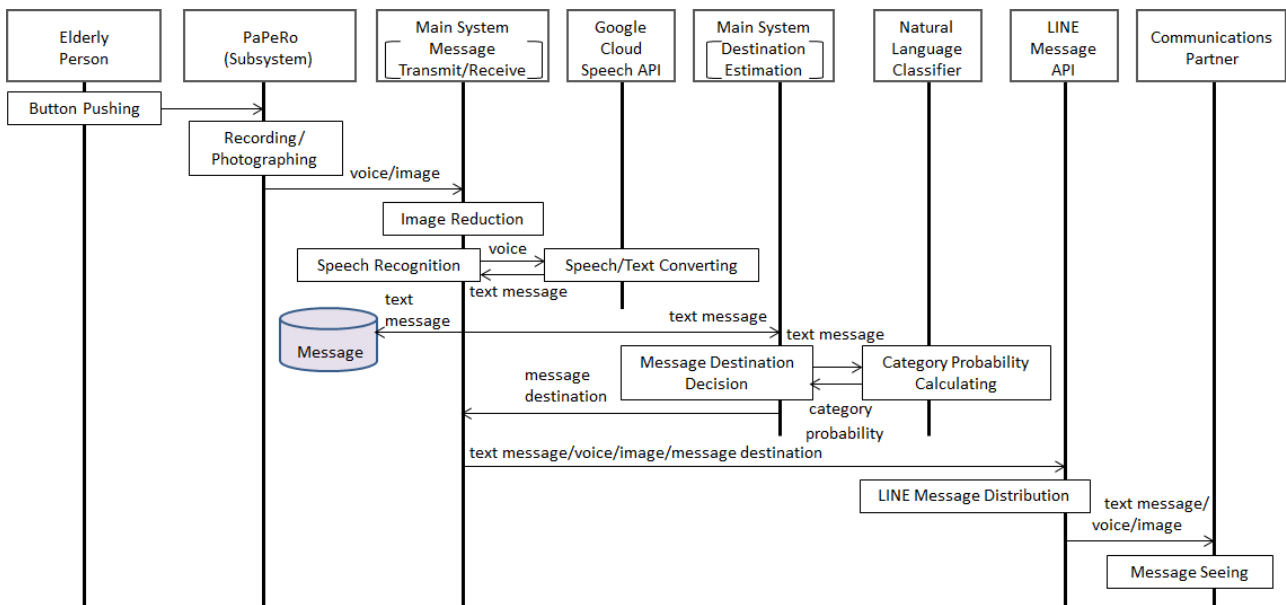 Elderly
Person
PaPeRo
(Subsystem)
Main System
Message
Transmit/Receive
Google
Cloud
Speech API
Main System
Destination
Estimation
Natural
Language
Classifier
LINE
Message
API
Communications
Partner
Button Pushing
Recording/
Photographing
voice/image
Image Reduction
voice
Speech Recognition
Speech/Text Converting
text message
text
message
text message
text message
Message
Message Destination
Decision
Category Probability
Calculating
message
destination
category
probability
text message/voice/image/message destination
LINE Message Distribution
text message/
voice/image
Message Seeing